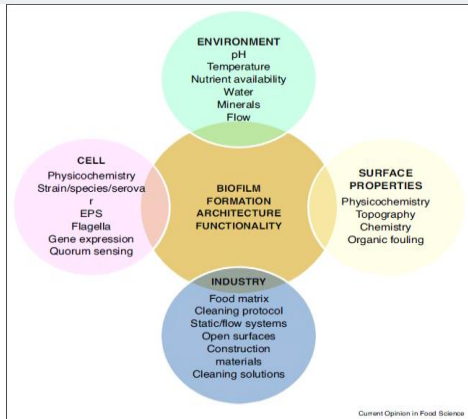 ENVIRONMENT
pH
Temperature
Nutrient availability
Water
Minerals
Flow
CELL
Physicochemistry
Strain/species/serova
r
EPS
Flagella
Gene expression
Quorum sensing
BIOFILM
FORMATION
ARCHITECTURE
FUNCTIONALITY
SURFACE
PROPERTIES
Physicochemistry
Topography
Chemistry
Organic fouling
INDUSTRY
Food matrix
Cleaning protocol
Static/flow systems
Open surfaces
Construction
materials
Cleaning solutions
Current Opinion in Food Science